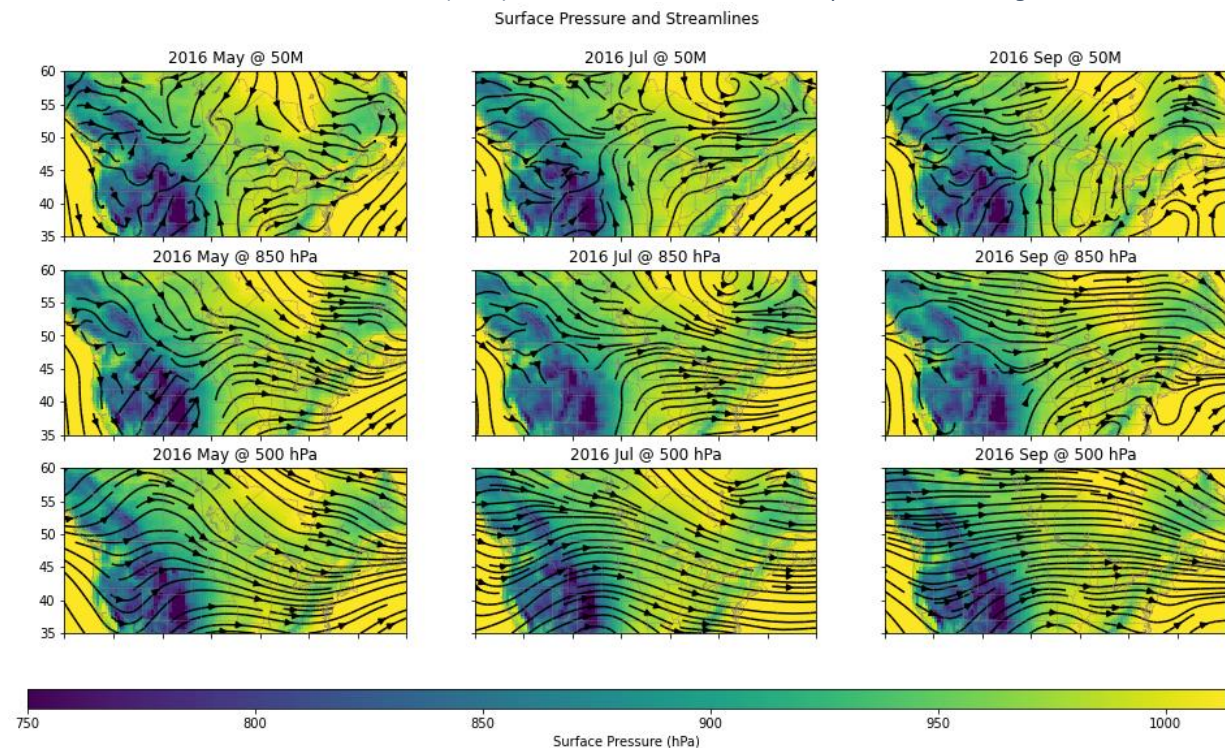 Surface Pressure and Streamlines
2016 May @ 50M
2016 Jul @ 50M
2016 Sep @ 50M
60
55
50
45
40
35
2016 May @ 850 hPa
2016 Jul @ 850 hPa
2016 Sep @ 850 hPa
60
55
50
45
40
35
2016 May @ 500 hPa
2016 Jul @ 500 hPa
2016 Sep @ 500 hPa
60
55
50
45
40
35
750
800
850
900
950
1000
Surface Pressure (hPa)